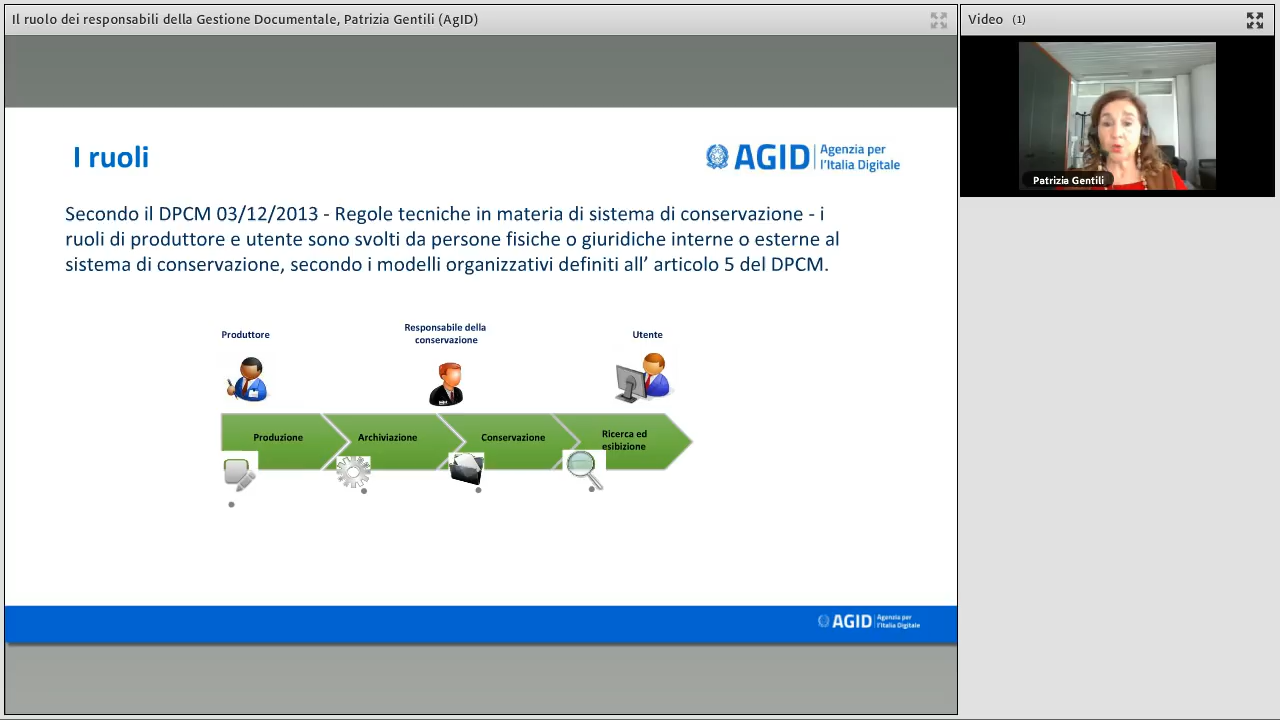 Il ruolo dei responsabili della Gestione Documentale, Patrizia Gentili (AgID)
Video (1)
I ruoli
AGID Agenzia per
l'Italia Digitale
Patrizia Gentili
Secondo il DPCM 03/12/2013 - Regole tecniche in materia di sistema di conservazione - i
ruoli di produttore e utente sono svolti da persone fisiche o giuridiche interne o esterne al
sistema di conservazione, secondo i modelli organizzativi definiti all' articolo 5 del DPCM.
Produttore
Responsabile della
conservazione
Utente
Produzione
Archiviazione
Conservazione
Ricerca ed
esibizione
AGID Agenzia per
l'Italia Digitale